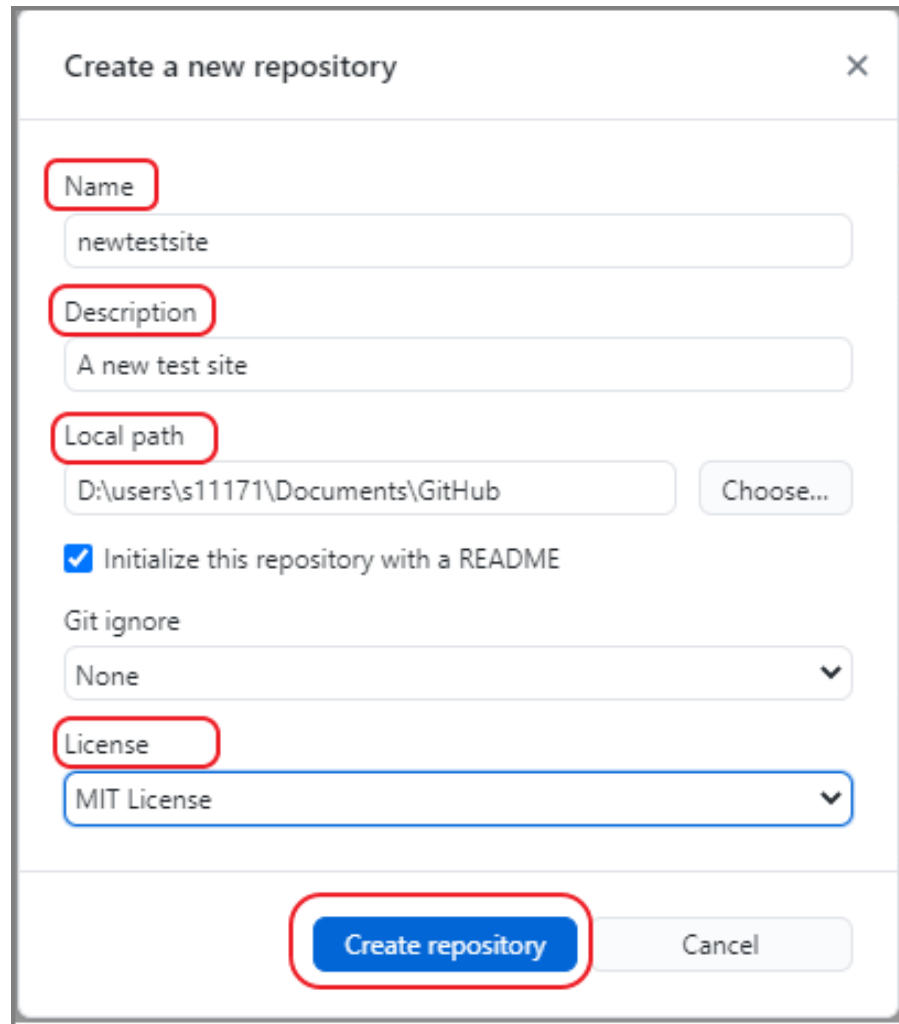 Create a new repository
Name
newtestsite
Description
A new test site
Local path
D:\users\s11171\Documents\GitHub
Choose...
Initialize this repository with a README
Git ignore
None
License
MIT License
Create repository
Cancel